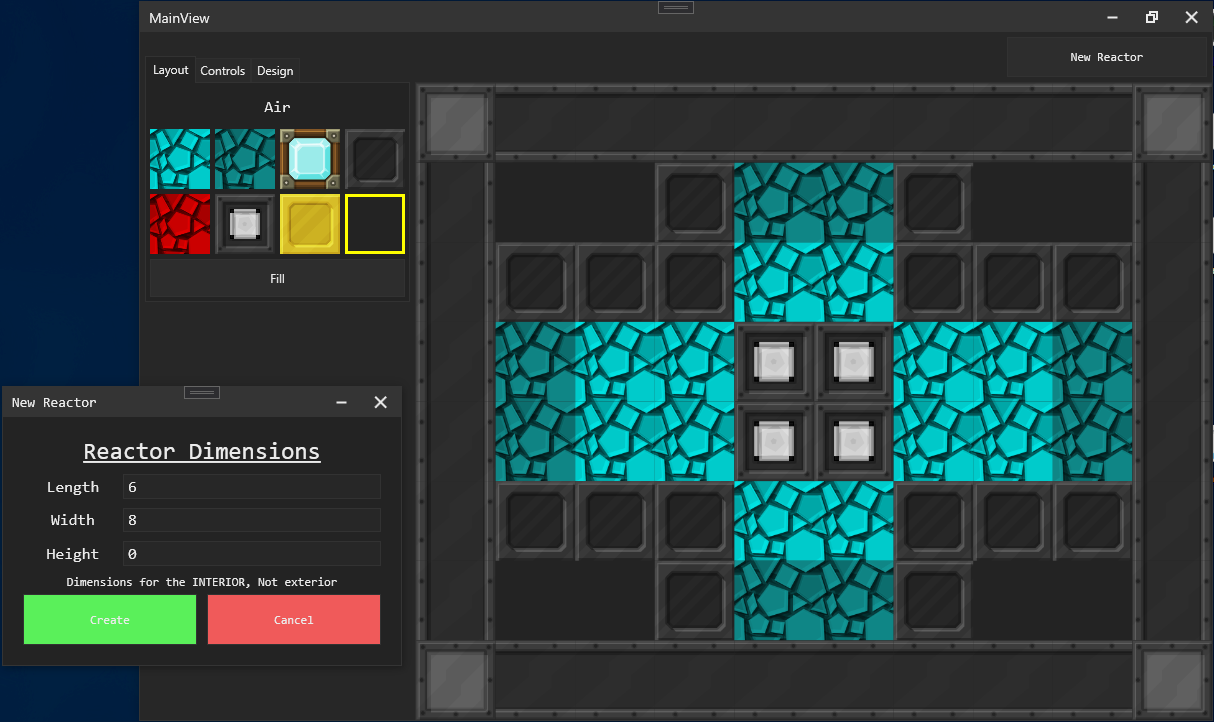 MainView
New Reactor
Layout Controls Design
Air
Fill
New Reactor
Reactor Dimensions
Length 6
Width 8
Height 0
Dimensions for the INTERIOR, Not exterior
Create Cancel